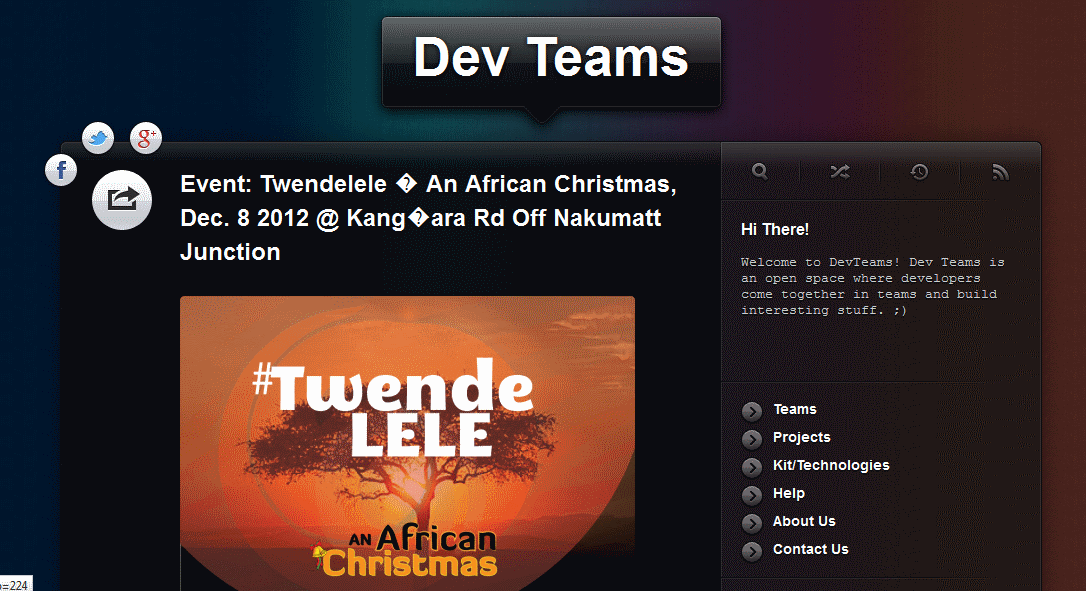 Dev Teams
Event: Twendelele � An African Christmas,
Dec. 8 2012 @ Kang�ara Rd Off Nakumatt
Junction
#Twende
LELE
AN African
Christmas
Hi There!
Welcome to DevTeams! Dev Teams is
an open space where developers
come together in teams and build
interesting stuff. ;)
Teams
Projects
Kit/Technologies
Help
About Us
Contact Us
=224